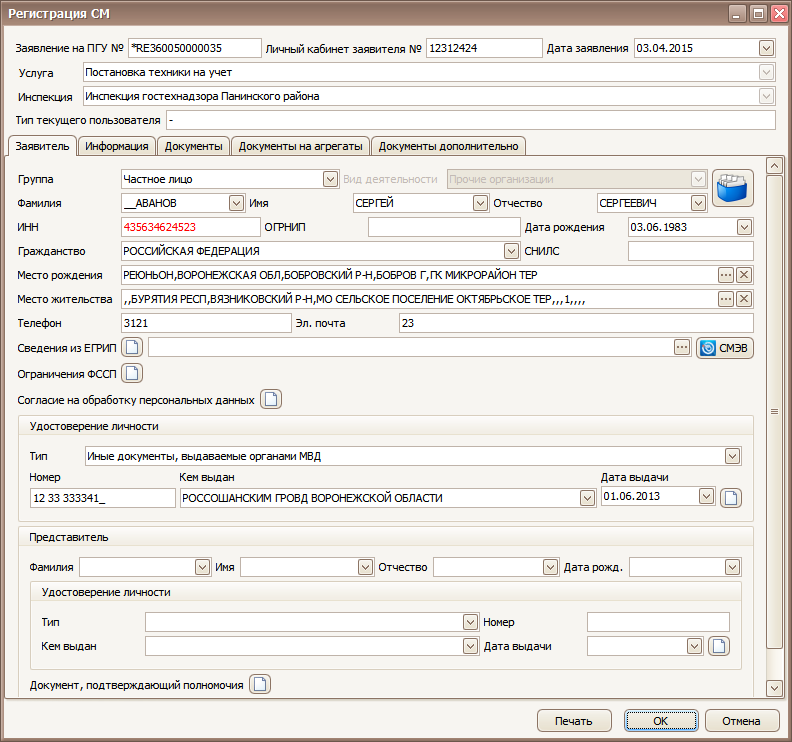 Регистрация СМ
Заявление на ПГУ № *RE360050000035 Личный кабинет заявителя № 12312424 Дата заявления 03.04.2015
Услуга Постановка техники на учет
Инспекция Инспекция гостехнадзора Панинского района
Тип текущего пользователя -
Заявитель Информация Документы Документы на агрегаты Документы дополнительно
Группа Частное лицо Вид деятельности Прочие организации
Фамилия __АВАНОВ Имя СЕРГЕЙ Отчество СЕРГЕЕВИЧ
ИНН 435634624523 ОГРНИП Дата рождения 03.06.1983
Гражданство РОССИЙСКАЯ ФЕДЕРАЦИЯ СНИЛС
Место рождения РЕЮНЬОН,ВОРОНЕЖСКАЯ ОБЛ,БОБРОВСКИЙ Р-Н,БОБРОВ Г,ГК МИКРОРАЙОН ТЕР ...
Место жительства ,,БУРЯТИЯ РЕСП,ВЯЗНИКОВСКИЙ Р-Н,МО СЕЛЬСКОЕ ПОСЕЛЕНИЕ ОКТЯБРЬСКОЕ ТЕР,,,1,,,, ...
Телефон 3121 Эл. почта 23
Сведения из ЕГРИП ... СМЭВ
Ограничения ФССП
Согласие на обработку персональных данных
Удостоверение личности
Тип Иные документы, выдаваемые органами МВД
Номер Кем выдан Дата выдачи
12 33 333341_ РОССОШАНСКИМ ГРОВД ВОРОНЕЖСКОЙ ОБЛАСТИ 01.06.2013
Представитель
Фамилия Имя Отчество Дата рожд.
Удостоверение личности
Тип Номер
Кем выдан Дата выдачи
Документ, подтверждающий полномочия
Печать ОК Отмена